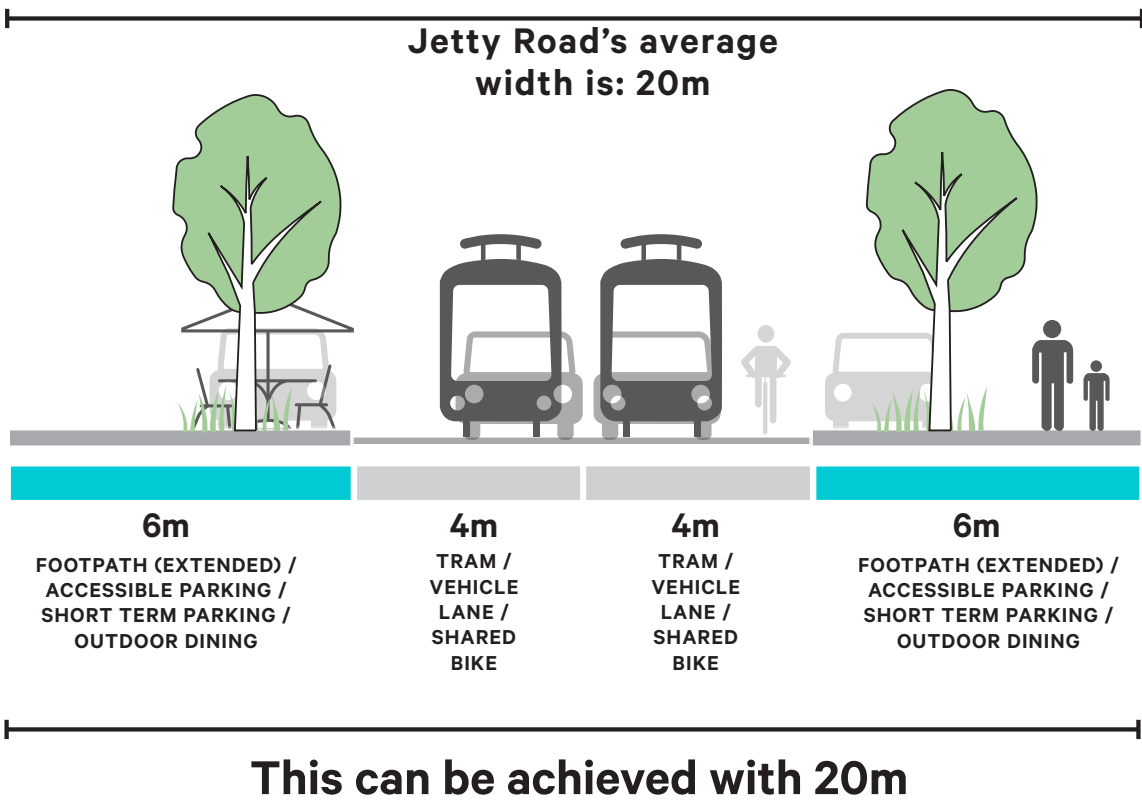 Jetty Road’s average
width is: 20m
6m
FOOTPATH (EXTENDED) /
ACCESSIBLE PARKING /
SHORT TERM PARKING /
OUTDOOR DINING
4m
TRAM /
VEHICLE
LANE /
SHARED
BIKE
4m
TRAM /
VEHICLE
LANE /
SHARED
BIKE
6m
FOOTPATH (EXTENDED) /
ACCESSIBLE PARKING /
SHORT TERM PARKING /
OUTDOOR DINING
This can be achieved with 20m